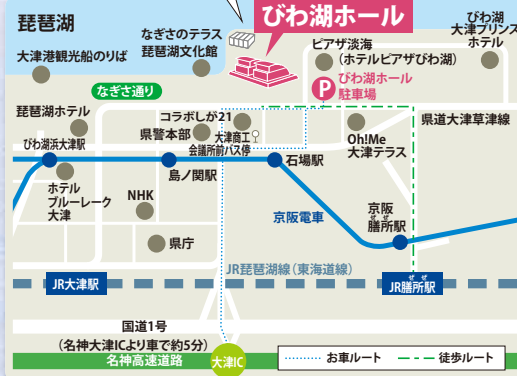 琵琶湖
びわ湖ホール
なぎさのテラス
琵琶湖文化館
大津港観光船のりば
ピアザ淡海
(ホテルピアザびわ湖)
びわ湖
大津プリンス
ホテル
P
びわ湖ホール
駐車場
なぎさ通り
県道大津草津線
琵琶湖ホテル
コラボしが21
県警本部
大津商工
会議所前バス停
Oh!Me
大津テラス
びわ湖浜大津駅
島ノ関駅
石場駅
ホテル
ブルーレーク
大津
NHK
京阪電車
京阪
膳所駅
ぜぜ
県庁
JR琵琶湖線(東海道線)
JR大津駅
ぜぜ
JR膳所駅
国道1号
(名神大津ICより車で約5分)
名神高速道路
大津IC
お車ルート
徒歩ルート